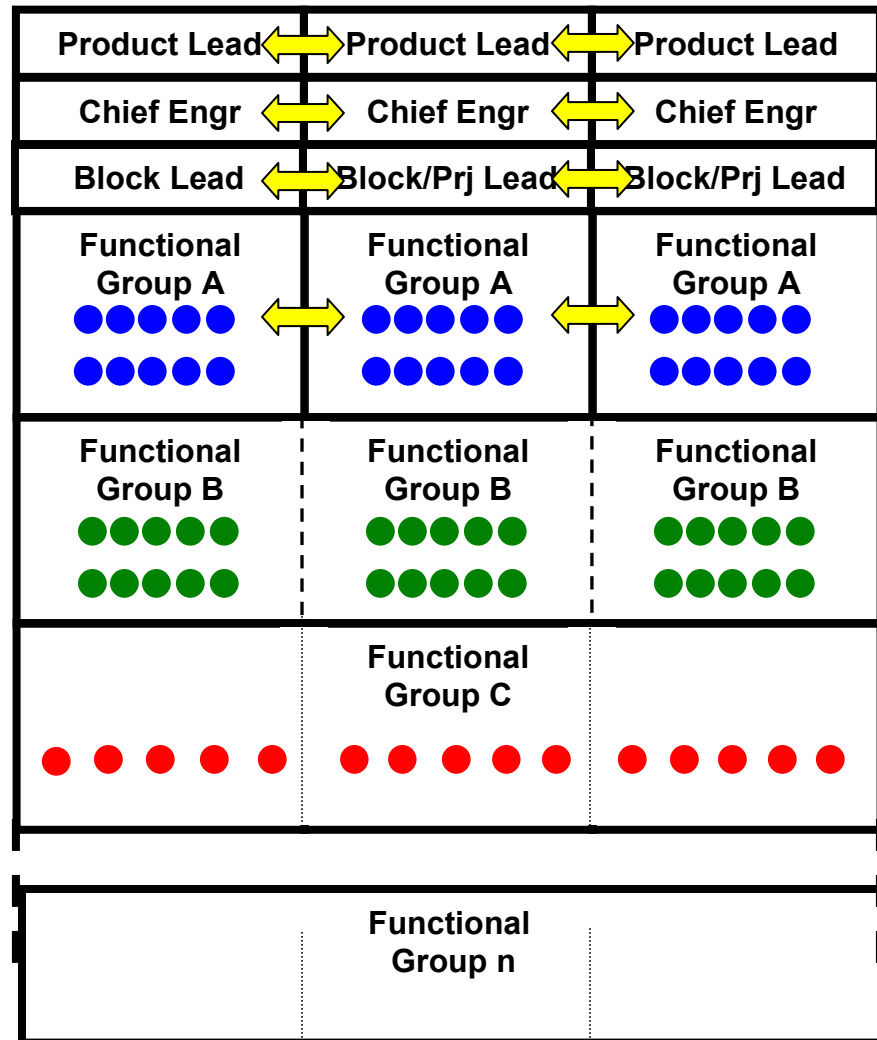 Product Lead Product Lead Product Lead
Chief Engr Chief Engr Chief Engr
Block Lead Block/Prj Lead Block/Prj Lead
Functional Functional Functional
Group A Group A Group A
Functional Functional Functional
Group B Group B Group B
Functional
Group C
Functional
Group n